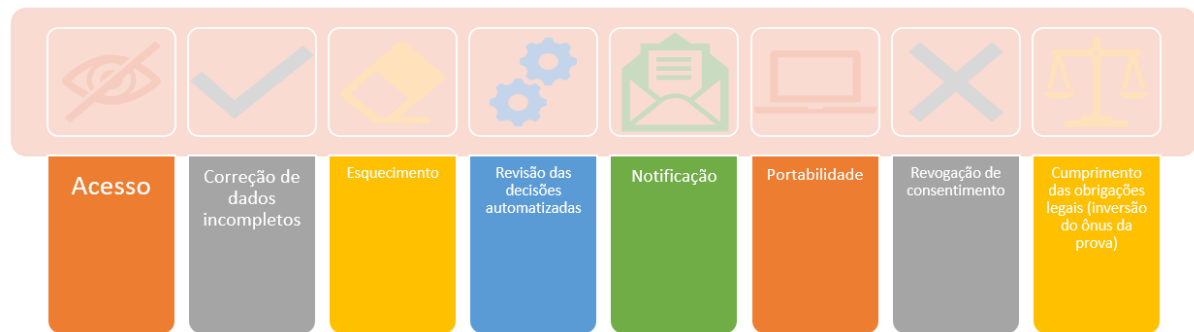 Acesso
Correção de
dados
incompletos
Esquecimento
Revisão das
decisões
automatizadas
Notificação
Portabilidade
Revogação de
consentimento
Cumprimento
das obrigações
legais (inversão
do ônus da
prova)